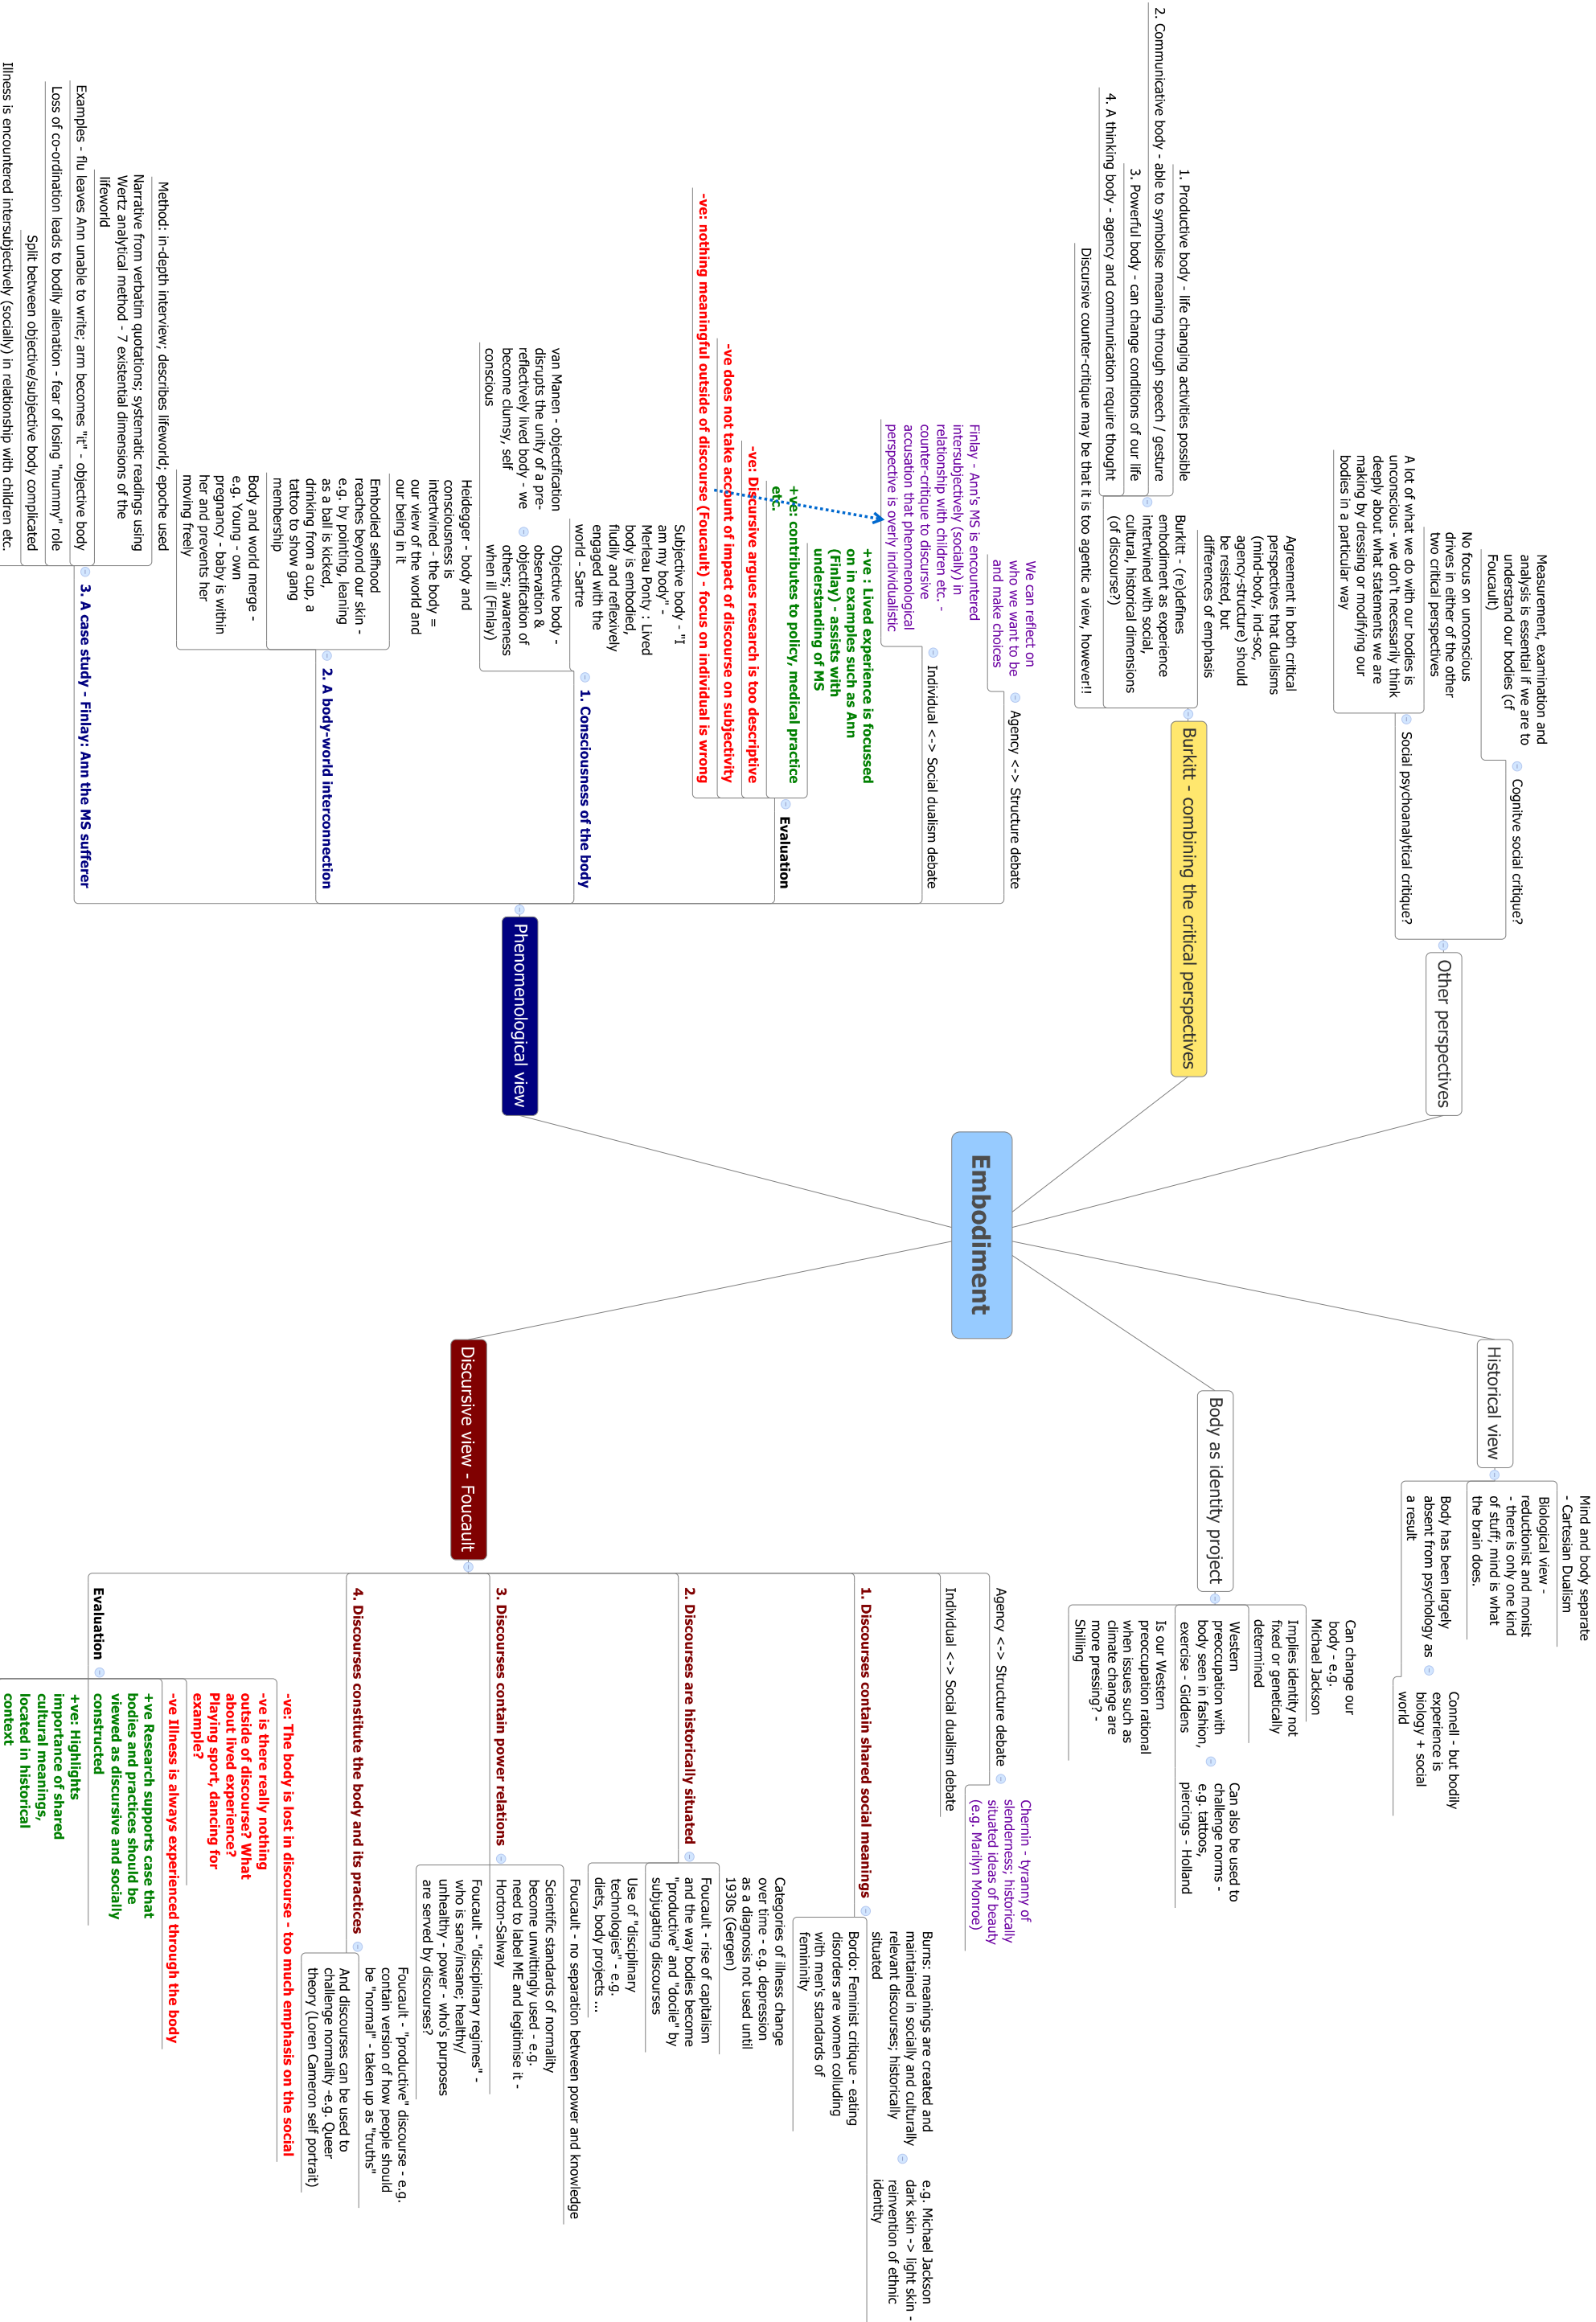 Embodiment
Historical view
Mind and body separate
- Cartesian Dualism
Biological view -
reductionist and monist
- there is only one kind
of stuff; mind is what
the brain does.
Body has been largely
absent from psychology as
a result
Connell - but bodily
experience is
biology + social
world
Body as identity project
Can change our
body - e.g.
Michael Jackson
Implies identity not
fixed or genetically
determined
Western
preoccupation with
body seen in fashion,
exercise - Giddens
Can also be used to
challenge norms -
e.g. tattoos,
piercings - Holland
Is our Western
preoccupation rational
when issues such as
climate change are
more pressing? -
Shilling
Discursive view - Foucault
Agency <-> Structure debate
Chernin - tyranny of
slenderness; historically
situated ideas of beauty
(e.g. Marilyn Monroe)
Individual <-> Social dualism debate
1. Discourses contain shared social meanings
Burns: meanings are created and
maintained in socially and culturally
relevant discourses; historically
situated
e.g. Michael Jackson
dark skin -> light skin -
reinvention of ethnic
identity
Bordo: Feminist critique - eating
disorders are women colluding
with men's standards of
femininity
2. Discourses are historically situated
Categories of illness change
over time - e.g. depression
as a diagnosis not used until
1930s (Gergen)
Foucault - rise of capitalism
and the way bodies become
"productive" and "docile" by
subjugating discourses
Use of "disciplinary
technologies" - e.g.
diets, body projects ...
3. Discourses contain power relations
Foucault - no separation between power and knowledge
Scientific standards of normality
become unwittingly used - e.g.
need to label ME and legitimise it -
Horton-Salway
Foucault - "disciplinary regimes" -
who is sane/insane; healthy/
unhealthy - power - who's purposes
are served by discourses?
4. Discourses constitute the body and its practices
Foucault - "productive" discourse - e.g.
contain version of how people should
be "normal" - taken up as "truths"
And discourses can be used to
challenge normality -e.g. Queer
theory (Loren Cameron self portrait)
Evaluation
-ve: The body is lost in discourse - too much emphasis on the social
-ve is there really nothing
outside of discourse? What
about lived experience?
Playing sport, dancing for
example?
-ve Illness is always experienced through the body
+ve Research supports case that
bodies and practices should be
viewed as discursive and socially
constructed
+ve: Highlights
importance of shared
cultural meanings,
located in historical
context
Other perspectives
Cognitve social critique?
Measurement, examination and
analysis is essential if we are to
understand our bodies (cf
Foucault)
Social psychoanalytical critique?
No focus on unconscious
drives in either of the other
two critical perspectives
A lot of what we do with our bodies is
unconscious - we don't necessarily think
deeply about what statements we are
making by dressing or modifying our
bodies in a particular way
Burkitt - combining the critical perspectives
Agreement in both critical
perspectives that dualisms
(mind-body, ind-soc,
agency-structure) should
be resisted, but
differences of emphasis
Burkitt - (re)defines
embodiment as experience
intertwined with social,
cultural, historical dimensions
(of discourse?)
1. Productive body - life changing activities possible
2. Communicative body - able to symbolise meaning through speech / gesture
3. Powerful body - can change conditions of our life
4. A thinking body - agency and communication require thought
Discursive counter-critique may be that it is too agentic a view, however!!
Phenomenological view
Agency <-> Structure debate
We can reflect on
who we want to be
and make choices
Individual <-> Social dualism debate
Finlay - Ann's MS is encountered
intersubjectively (socially) in
relationship with children etc. -
counter-critique to discursive
accusation that phenomenological
perspective is overly individualistic
Evaluation
+ve : Lived experience is focussed
on in examples such as Ann
(Finlay) - assists with
understanding of MS
+ve: contributes to policy, medical practice
etc.
-ve: Discursive argues research is too descriptive
-ve does not take account of impact of discourse on subjectivity
-ve: nothing meaningful outside of discourse (Foucault) - focus on individual is wrong
1. Consciousness of the body
Subjective body - "I
am my body" -
Merleau Ponty : Lived
body is embodied,
fludily and reflexively
engaged with the
world - Sartre
Objective body -
observation &
objectification of
others; awareness
when ill (Finlay)
van Manen - objectification
disrupts the unity of a pre-
reflectively lived body - we
become clumsy, self
conscious
2. A body-world interconnection
Heidegger - body and
consciousness is
intertwined - the body =
our view of the world and
our being in it
Embodied selfhood
reaches beyond our skin -
e.g. by pointing, leaning
as a ball is kicked,
drinking from a cup, a
tattoo to show gang
membership
Body and world merge -
e.g. Young - own
pregnancy - baby is within
her and prevents her
moving freely
3. A case study - Finlay: Ann the MS sufferer
Method: in-depth interview; describes lifeworld; epoche used
Narrative from verbatim quotations; systematic readings using
Wertz analytical method - 7 existential dimensions of the
lifeworld
Examples - flu leaves Ann unable to write; arm becomes "it" - objective body
Loss of co-ordination leads to bodily alienation - fear of losing "mummy" role
Split between objective/subjective body complicated
Illness is encountered intersubjectively (socially) in relationship with children etc.